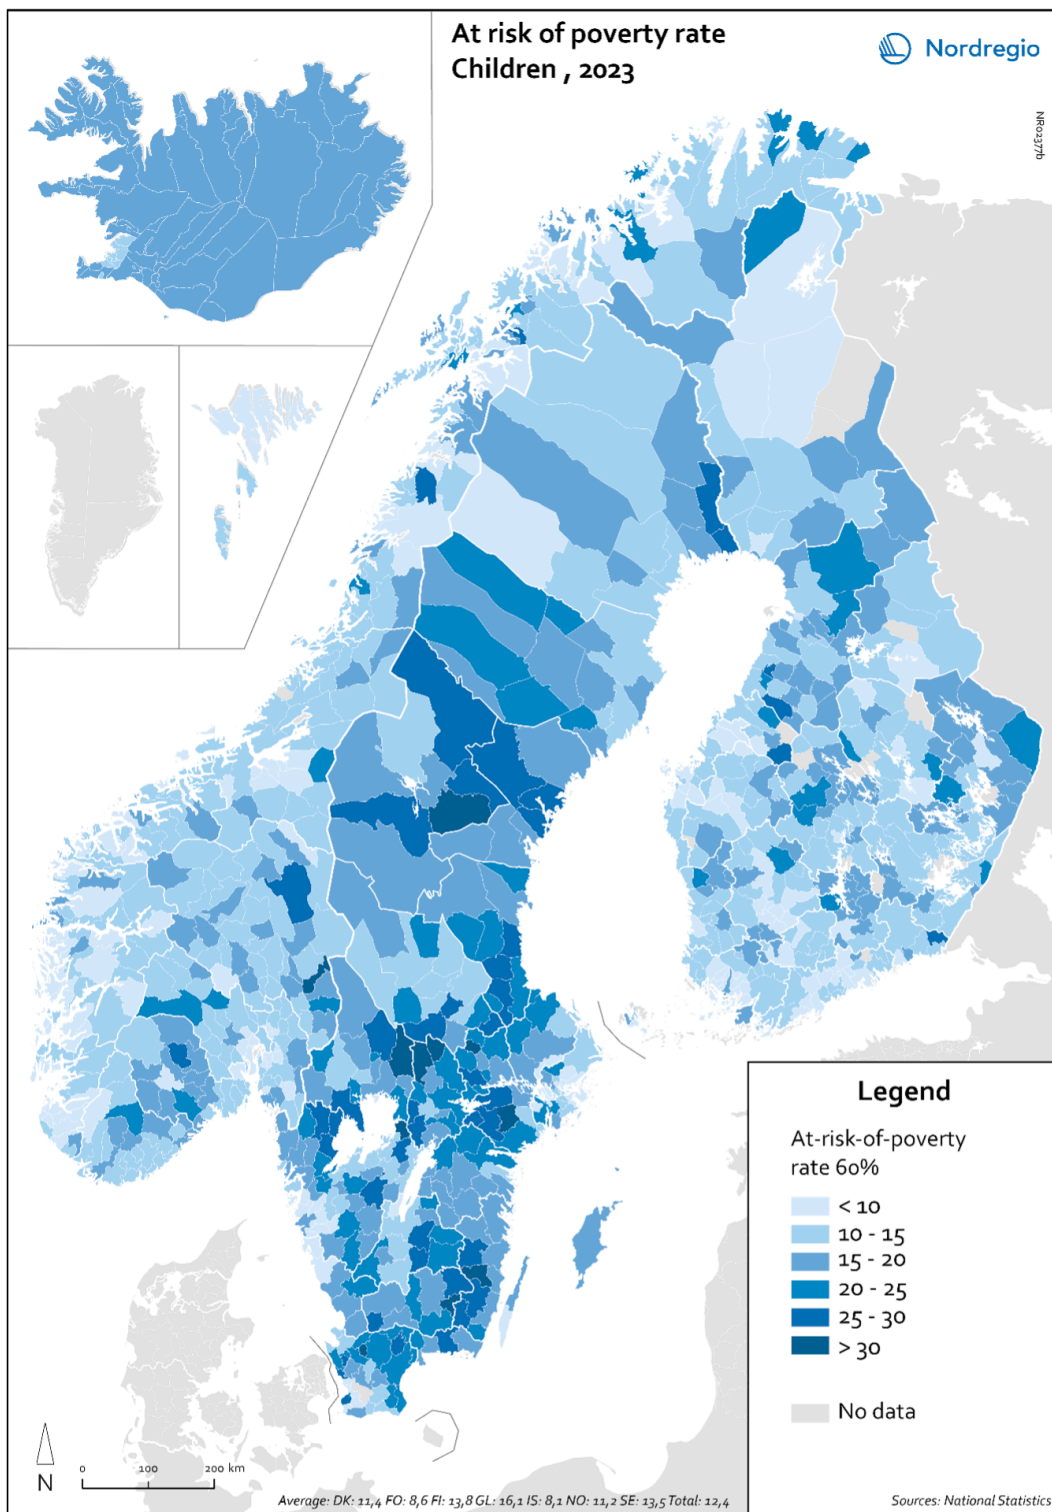 At risk of poverty rate
Children , 2023
Nordregio
NR02377b
Legend
At-risk-of-poverty
rate 60%
< 10
10 - 15
15 - 20
20 - 25
25 - 30
> 30
No data
N
0 100 200 km
Average: DK: 11,4 FO: 8,6 FI: 13,8 GL: 16,1 IS: 8,1 NO: 11,2 SE: 13,5 Total: 12,4
Sources: National Statistics